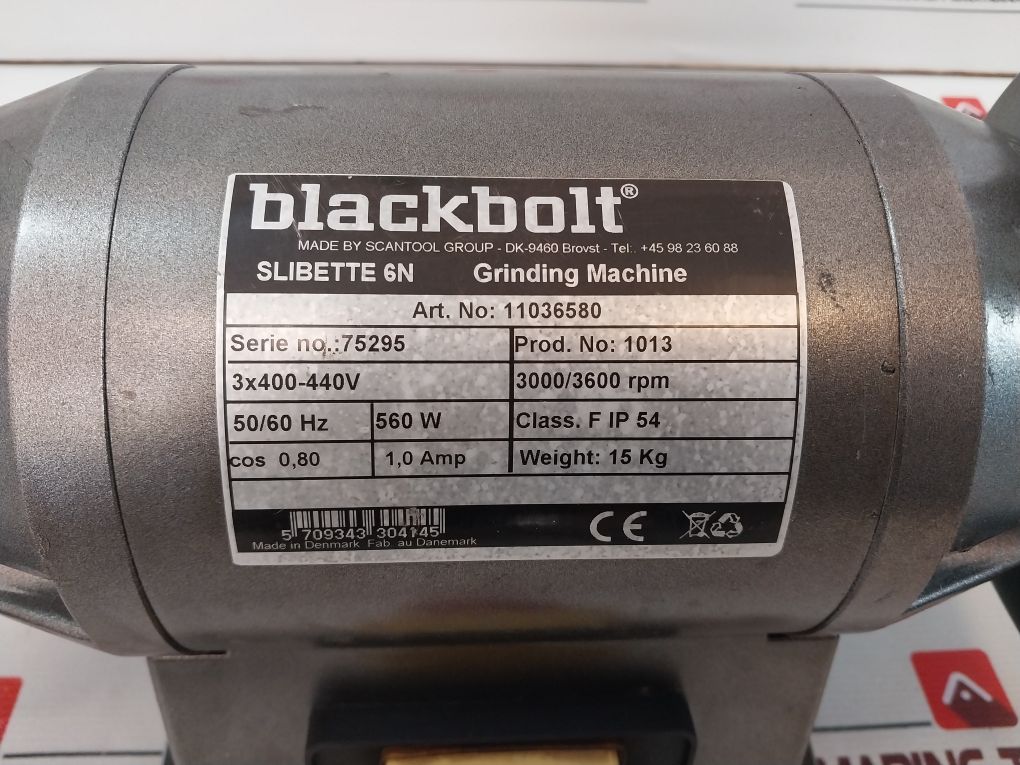 blackbolt®
MADE BY SCANTOOL GROUP - DK-9460 Brovst - Tel:. +45 98 23 60 88
SLIBETTE 6N Grinding Machine
Art. No: 11036580
Serie no.:75295 Prod. No: 1013
3x400-440V 3000/3600 rpm
50/60 Hz 560 W Class. F IP 54
cos 0,80 1,0 Amp Weight: 15 Kg
5 709343 304145
CE
Made in Denmark Fab au Danemark